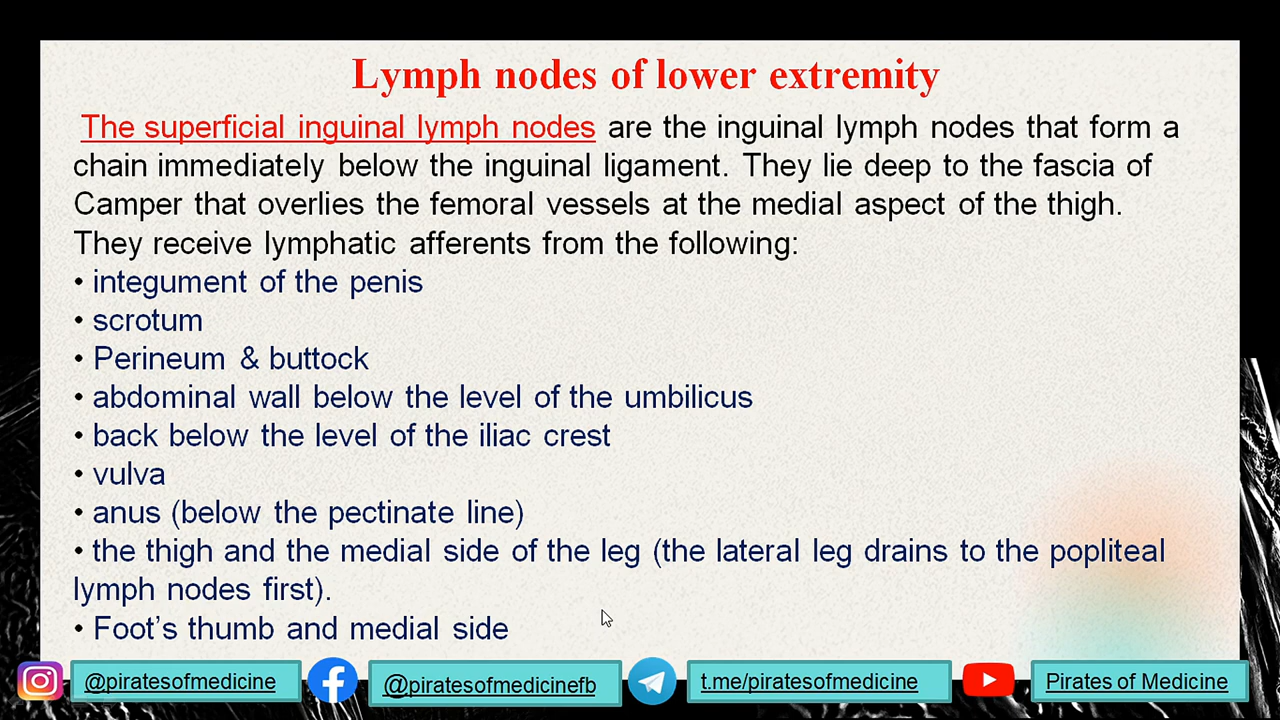 Lymph nodes of lower extremity
The superficial inguinal lymph nodes are the inguinal lymph nodes that form a
chain immediately below the inguinal ligament. They lie deep to the fascia of
Camper that overlies the femoral vessels at the medial aspect of the thigh.
They receive lymphatic afferents from the following:
• integument of the penis
• scrotum
• Perineum & buttock
• abdominal wall below the level of the umbilicus
• back below the level of the iliac crest
• vulva
• anus (below the pectinate line)
• the thigh and the medial side of the leg (the lateral leg drains to the popliteal
lymph nodes first).
• Foot’s thumb and medial side
@piratesofmedicine
@piratesofmedicinefb
t.me/piratesofmedicine
Pirates of Medicine